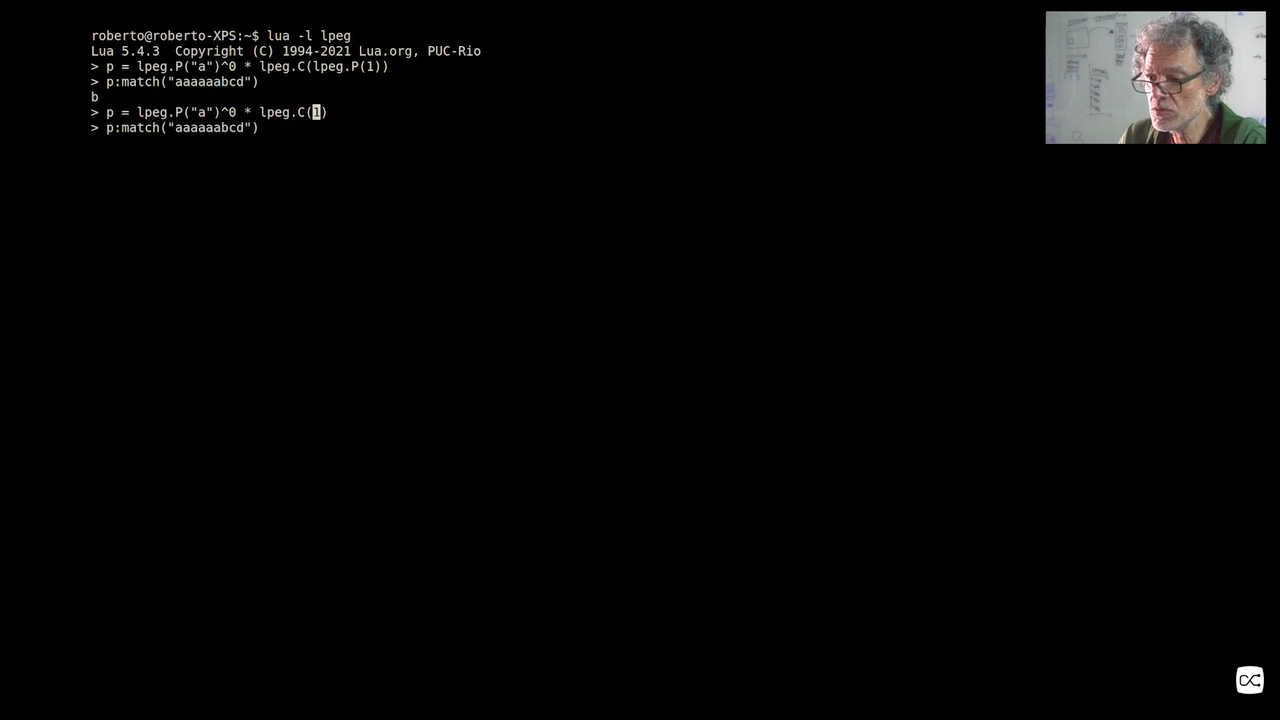 roberto@roberto-XPS:~$ lua -l lpeg
Lua 5.4.3  Copyright (C) 1994-2021 Lua.org, PUC-Rio
> p = lpeg.P("a")^0 * lpeg.C(lpeg.P(1))
> p:match("aaaaaabcd")
b
> p = lpeg.P("a")^0 * lpeg.C(1)
> p:match("aaaaaabcd")